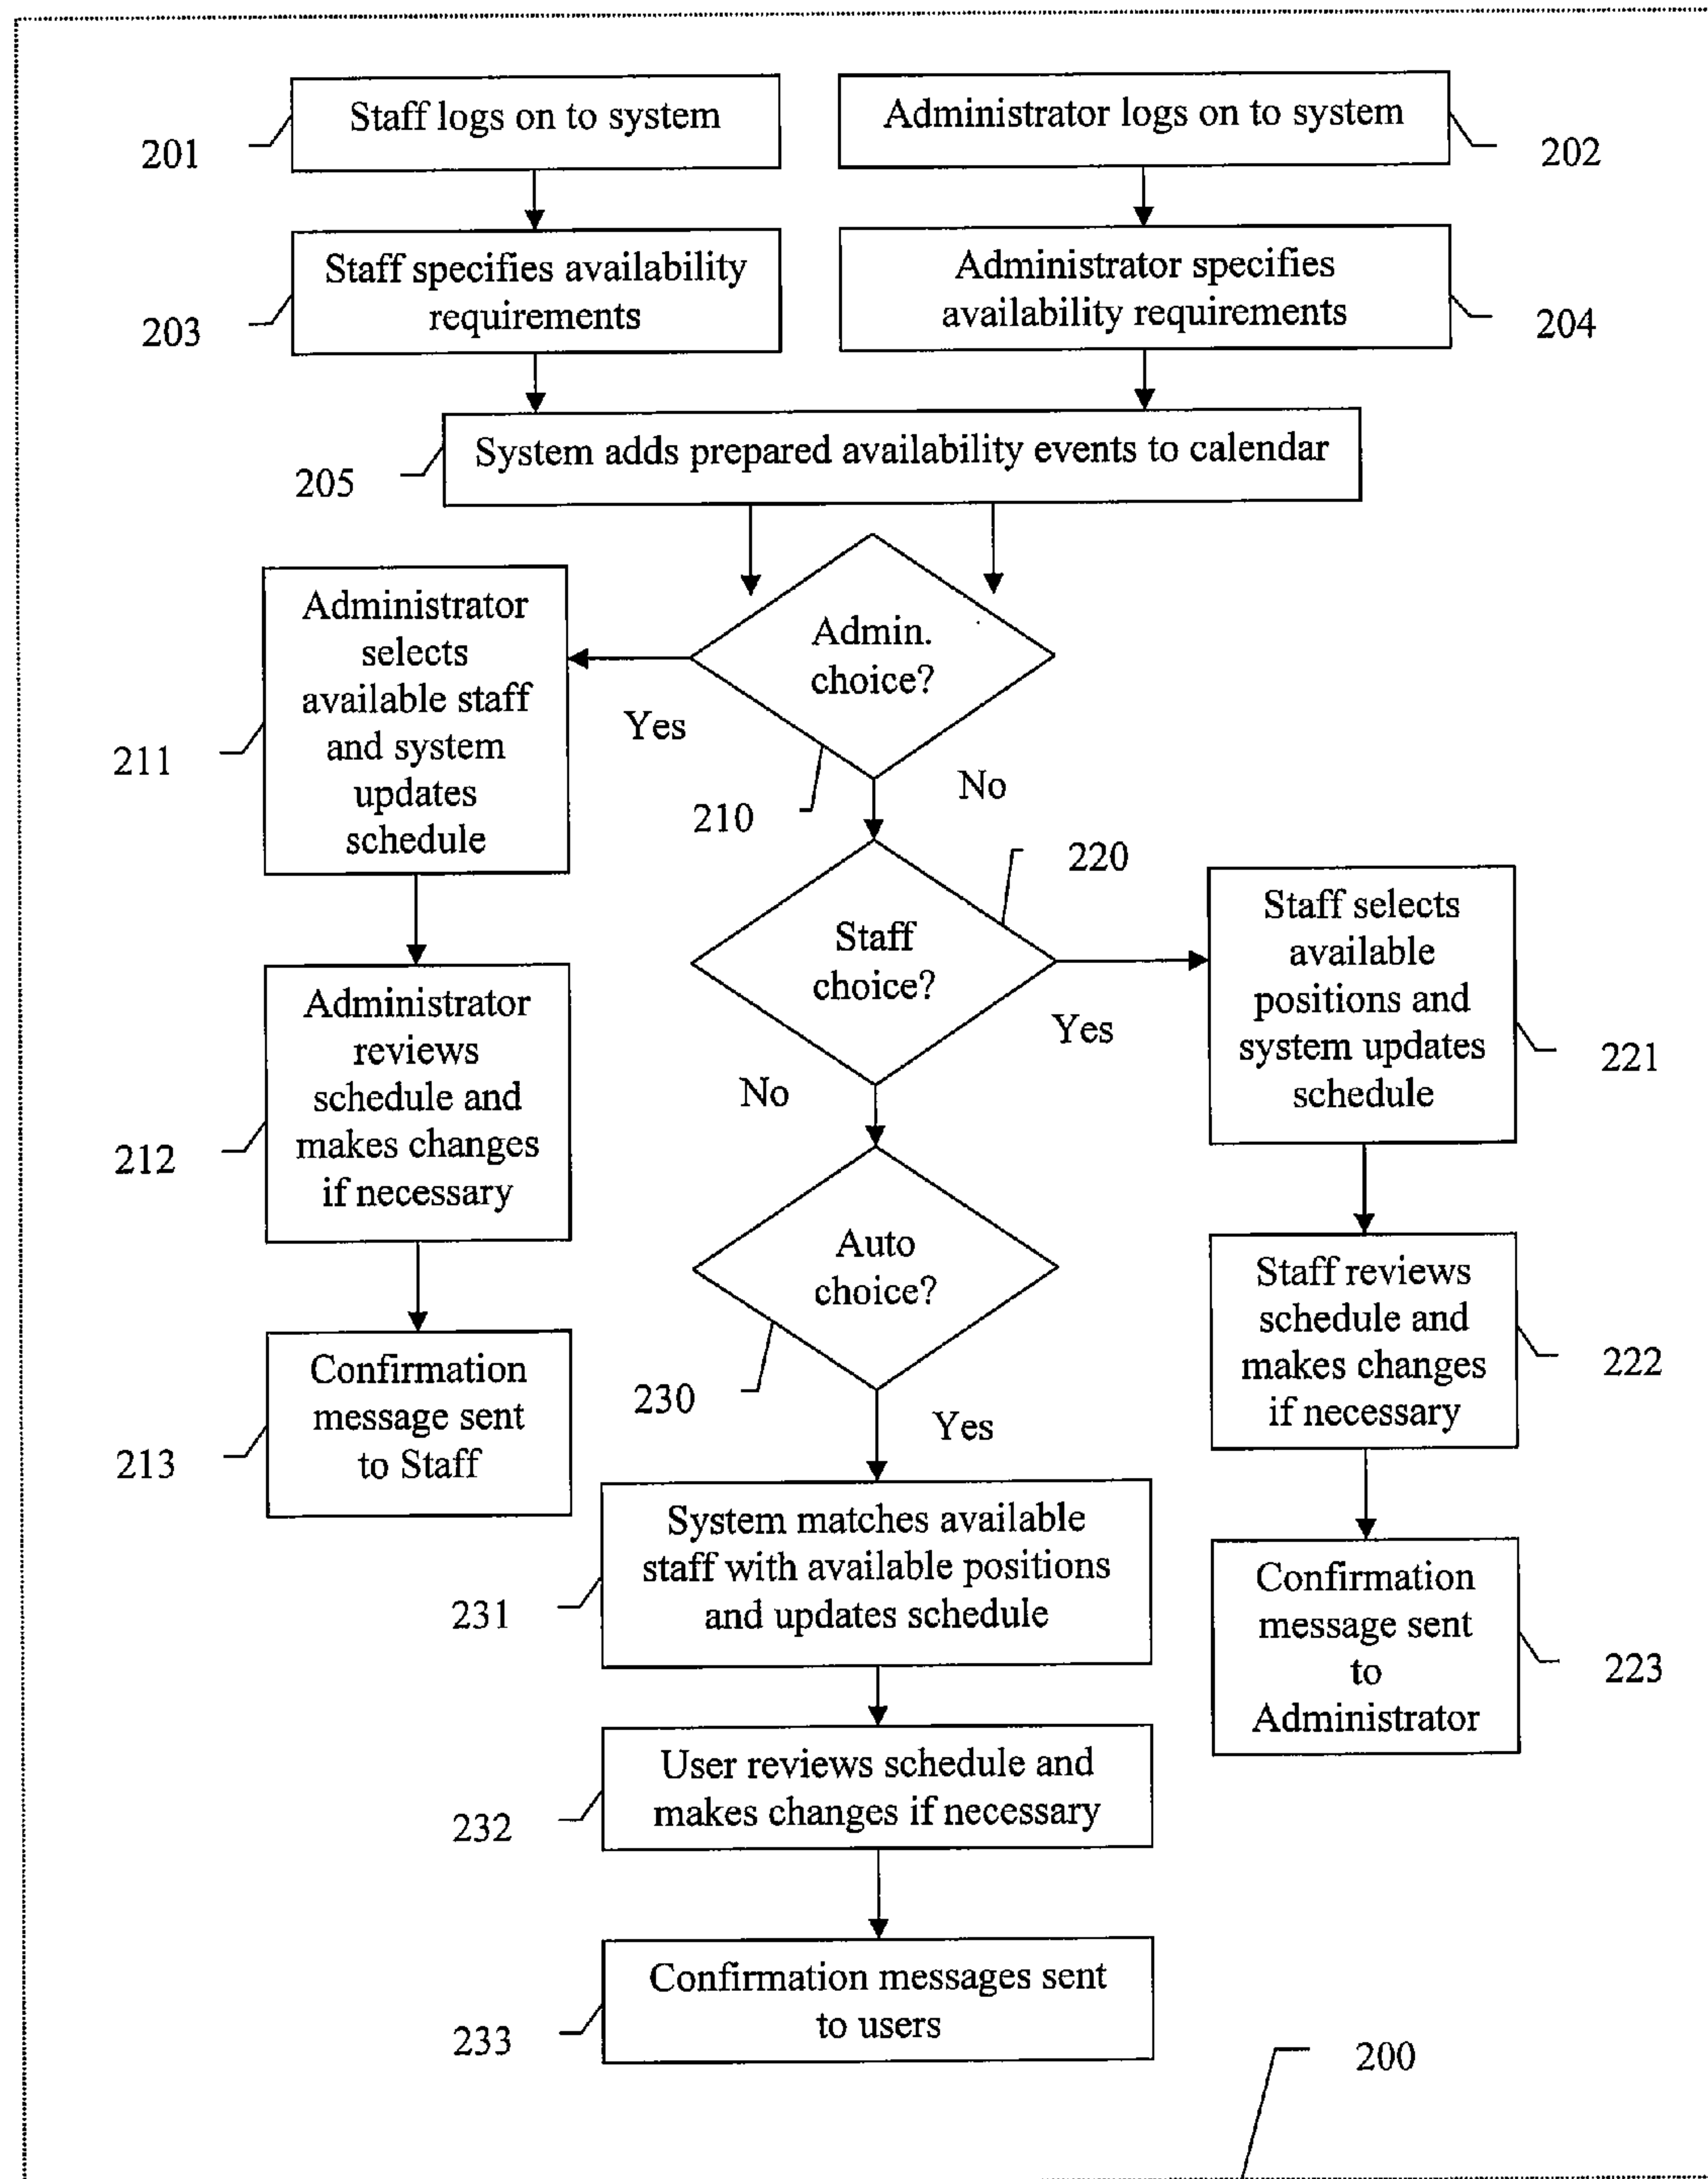 Staff logs on to system
201
Administrator logs on to system
202
Staff specifies availability
requirements
203
Administrator specifies
availability requirements
204
System adds prepared availability events to calendar
205
Admin.
choice?
210
Yes
No
Administrator
selects
available staff
and system
updates
schedule
211
Administrator
reviews
schedule and
makes changes
if necessary
212
Confirmation
message sent
to Staff
213
Staff
choice?
220
Yes
No
Staff selects
available
positions and
system updates
schedule
221
Staff reviews
schedule and
makes changes
if necessary
222
Confirmation
message sent
to
Administrator
223
Auto
choice?
230
Yes
System matches available
staff with available positions
and updates schedule
231
User reviews schedule and
makes changes if necessary
232
Confirmation messages sent
to users
233
200